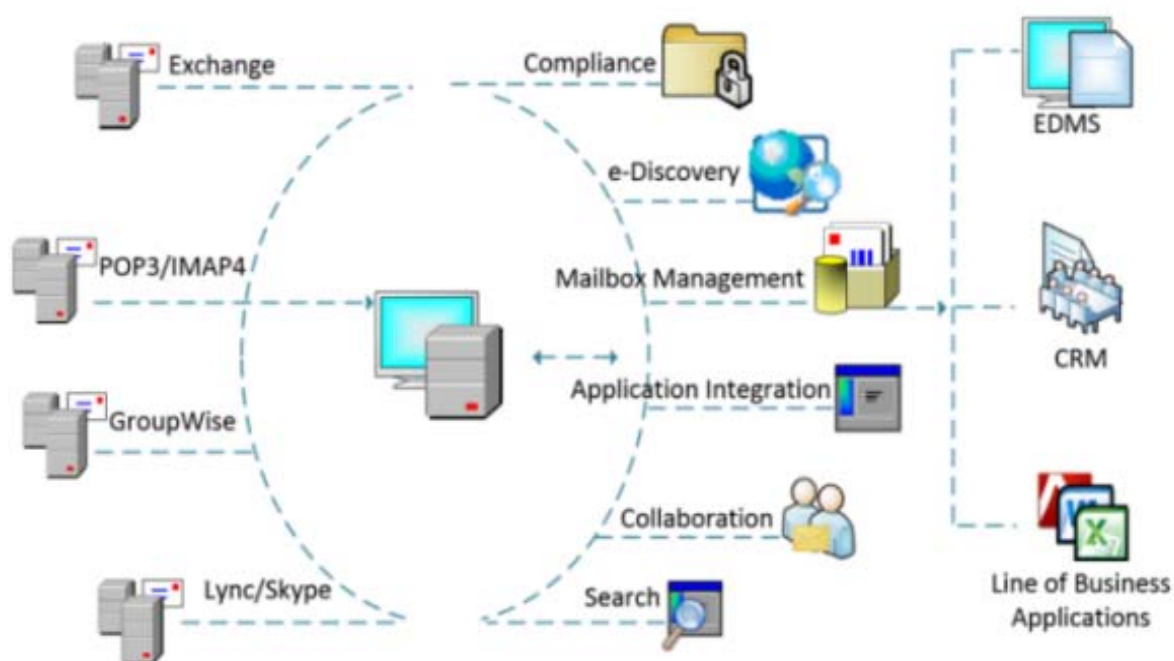 Exchange
Compliance
EDMS
e-Discovery
POP3/IMAP4
Mailbox Management
CRM
Application Integration
GroupWise
Collaboration
Lync/Skype
Search
Line of Business
Applications